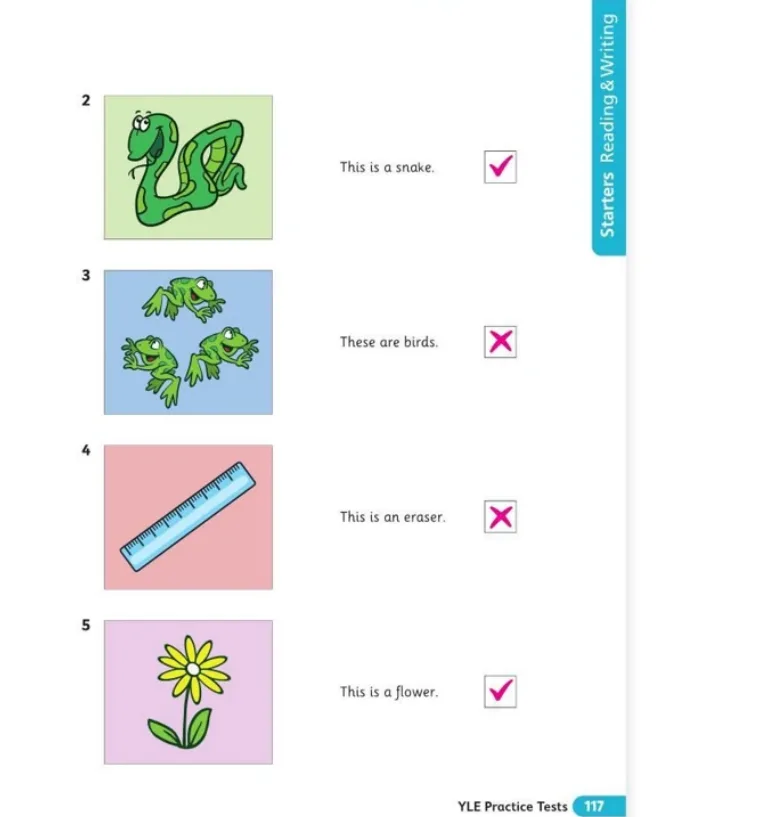 Starters Reading & Writing
2
This is a snake.
3
These are birds.
4
This is an eraser.
5
This is a flower.
YLE Practice Tests 117